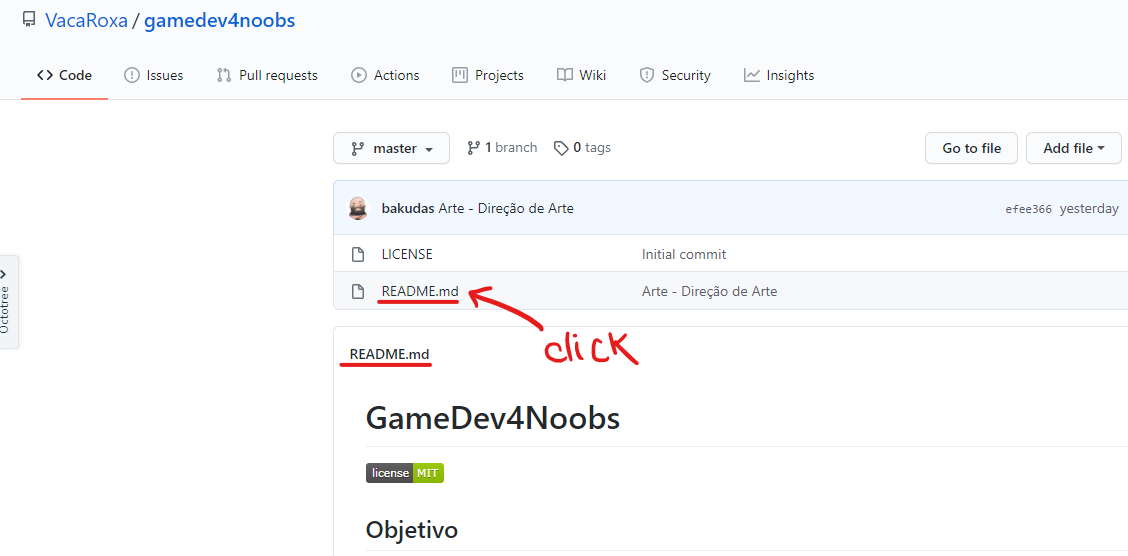 VacaRoxa / gamedev4noobs
Code Issues Pull requests Actions Projects Wiki Security Insights
master 1 branch 0 tags Go to file Add file
bakudas Arte - Direção de Arte efee366 yesterday
LICENSE Initial commit
README.md Arte - Direção de Arte
Octotree
click
README.md
GameDev4Noobs
license MIT
Objetivo